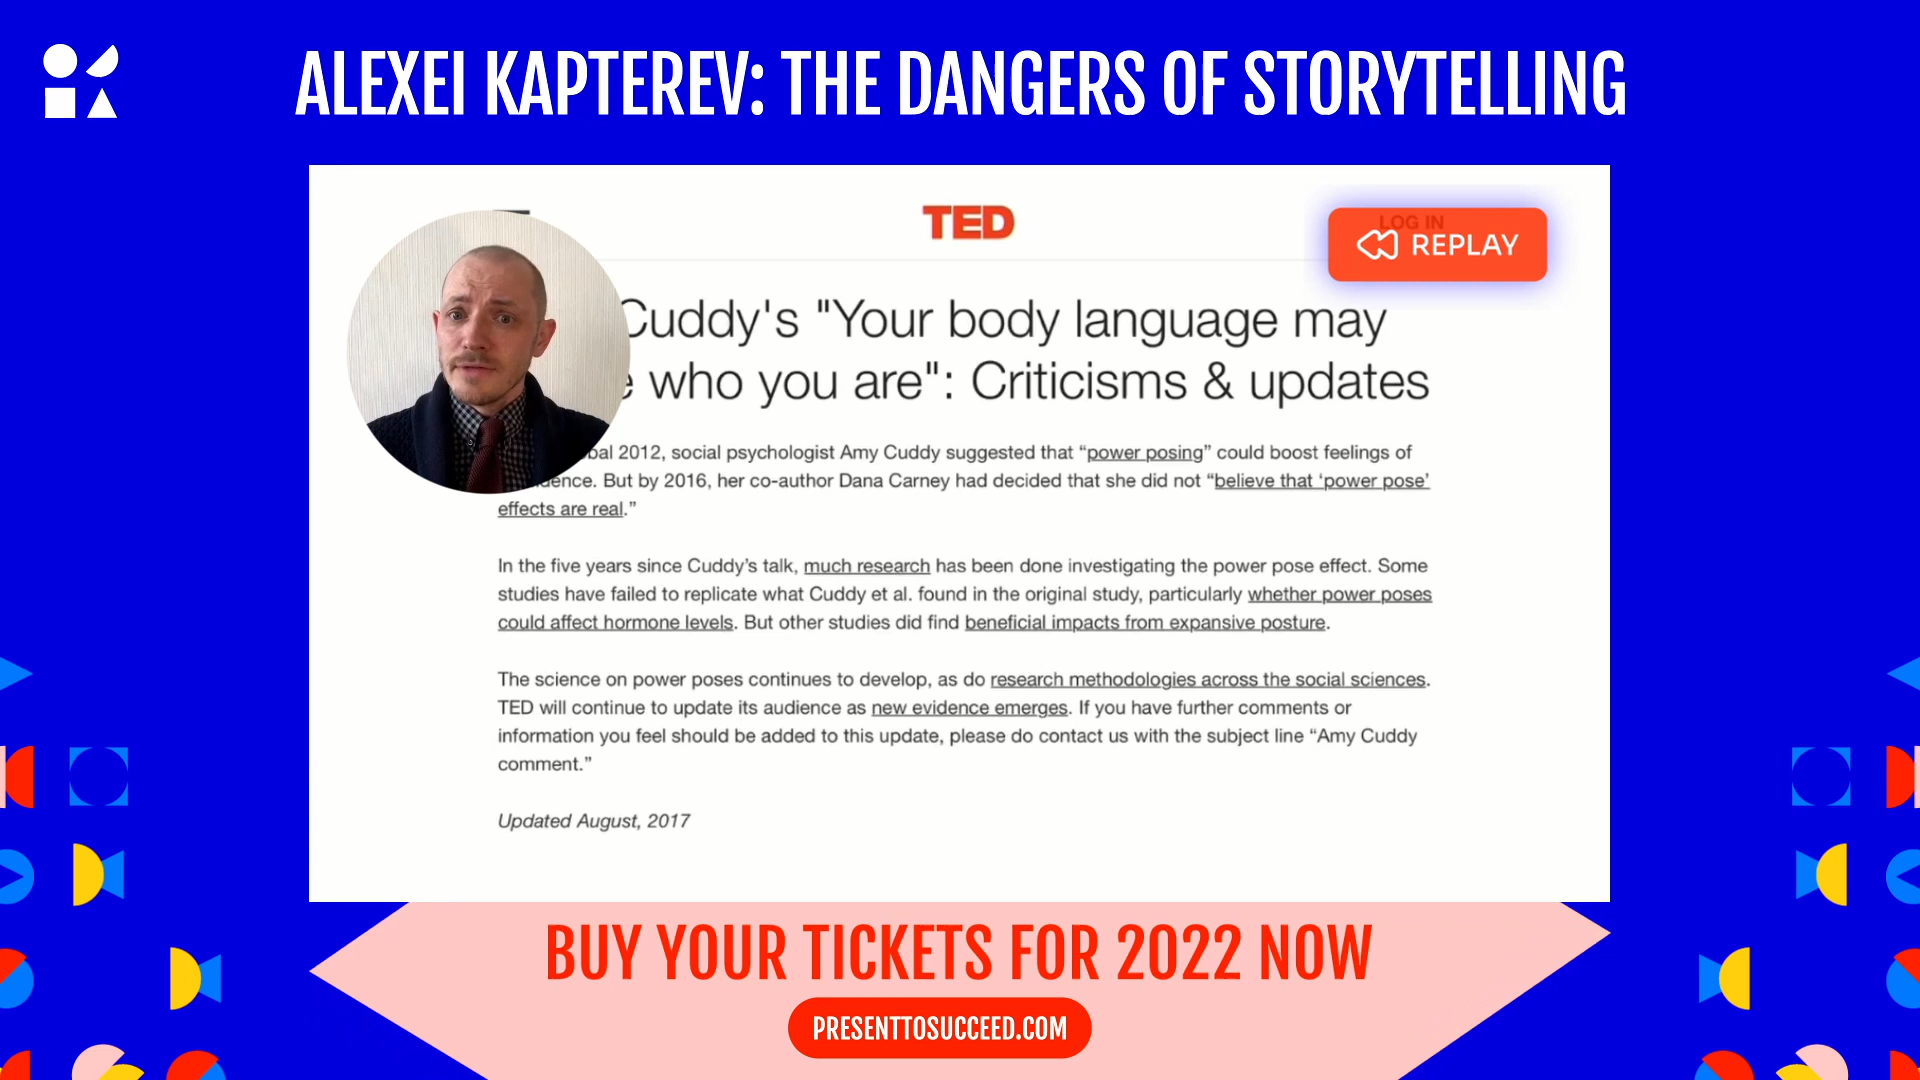 ALEXEI KAPTEREV: THE DANGERS OF STORYTELLING
TED
LOG IN
REPLAY
Cuddy's "Your body language may
who you are": Criticisms & updates
2012, social psychologist Amy Cuddy suggested that “power posing” could boost feelings of
But by 2016, her co-author Dana Carney had decided that she did not “believe that ‘power pose’
effects are real.”
In the five years since Cuddy’s talk, much research has been done investigating the power pose effect. Some
studies have failed to replicate what Cuddy et al. found in the original study, particularly whether power poses
could affect hormone levels. But other studies did find beneficial impacts from expansive posture.
The science on power poses continues to develop, as do research methodologies across the social sciences.
TED will continue to update its audience as new evidence emerges. If you have further comments or
information you feel should be added to this update, please do contact us with the subject line “Amy Cuddy
comment.”
Updated August, 2017
BUY YOUR TICKETS FOR 2022 NOW
PRESENTTOSUCCEED.COM